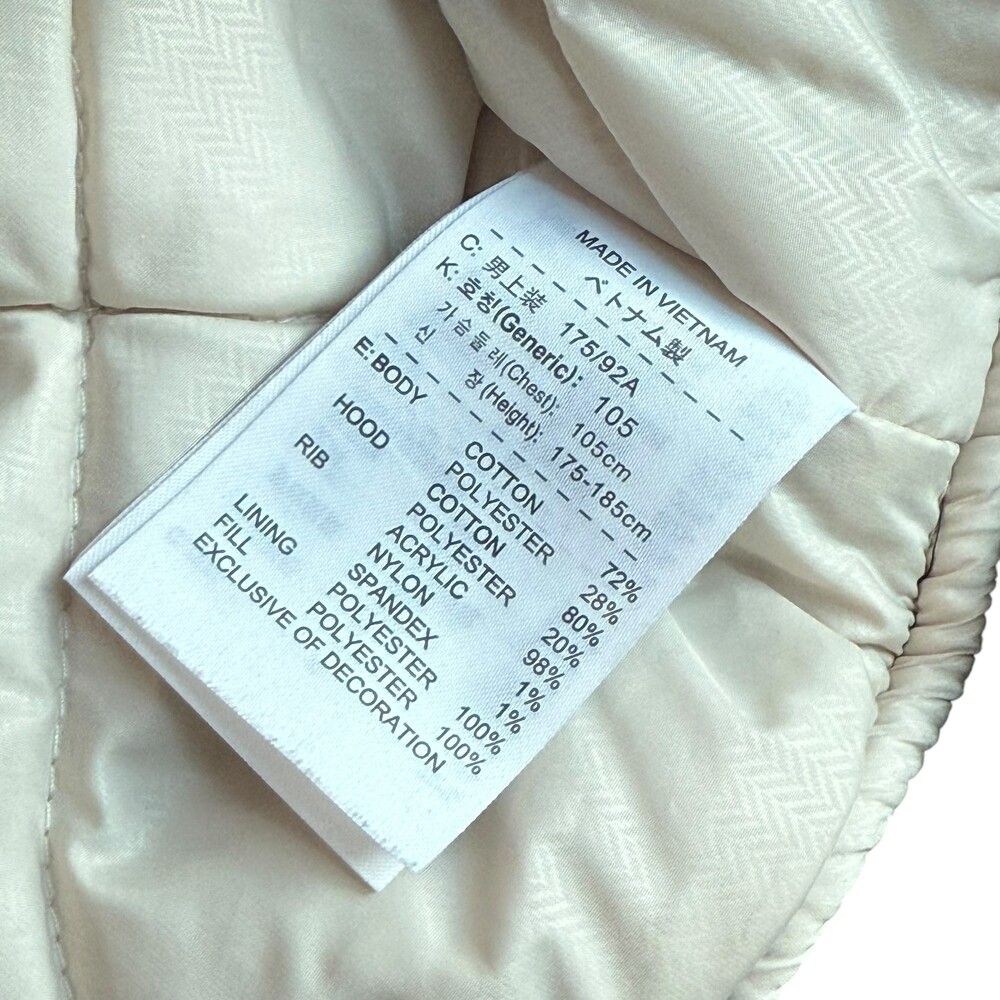 MADE IN VIETNAM
ベトナム製
C: 男上装 175/92A
K: 호칭(Generic): 105
가슴둘레(Chest): 105cm
신 장(Height): 175-185cm
E:BODY COTTON 72%
POLYESTER 28%
HOOD COTTON 80%
POLYESTER 20%
RIB ACRYLIC 98%
NYLON 1%
SPANDEX 1%
LINING POLYESTER 100%
FILL POLYESTER 100%
EXCLUSIVE OF DECORATION